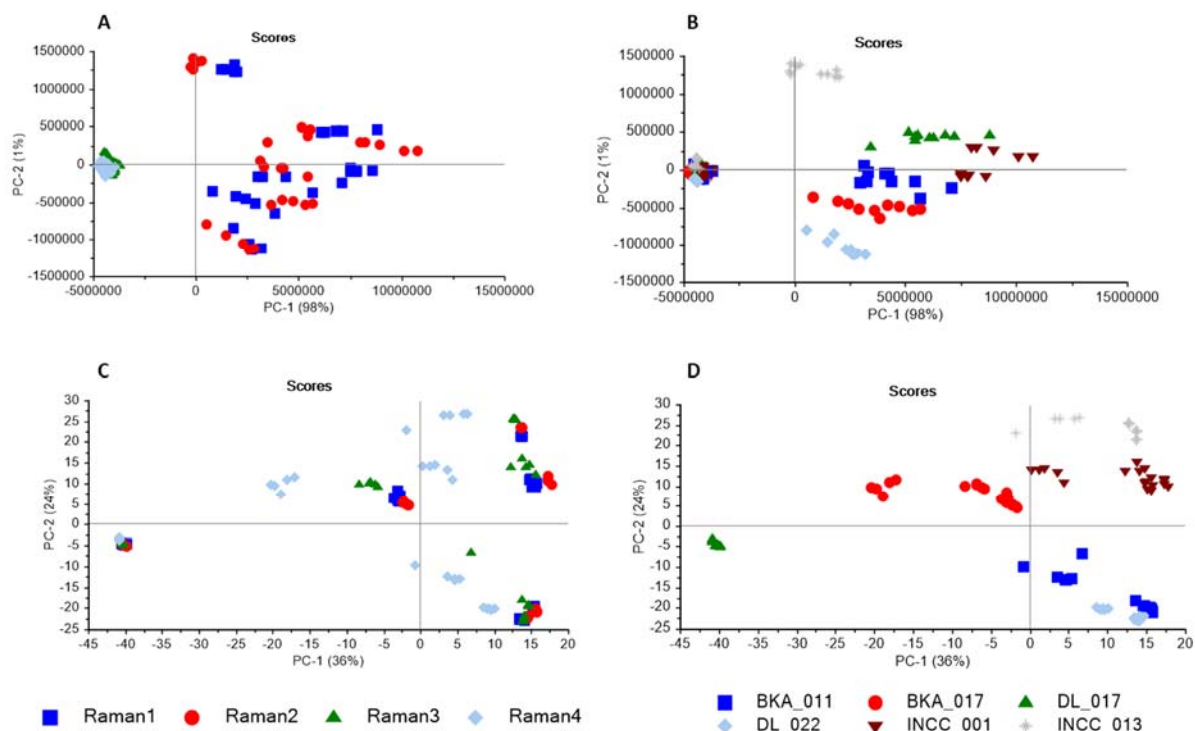 A
B
Scores
Scores
1500000
1000000
500000
0
-500000
-1000000
-1500000
PC-2 (1%)
-5000000 0 5000000 10000000 15000000
PC-1 (98%)
1500000
1000000
500000
0
-500000
-1000000
-1500000
PC-2 (1%)
-5000000 0 5000000 10000000 15000000
PC-1 (98%)
C
D
Scores
Scores
30
25
20
15
10
5
0
-5
-10
-15
-20
-25
PC-2 (24%)
-45 -40 -35 -30 -25 -20 -15 -10 -5 0 5 10 15 20
PC-1 (36%)
30
25
20
15
10
5
0
-5
-10
-15
-20
-25
PC-2 (24%)
-45 -40 -35 -30 -25 -20 -15 -10 -5 0 5 10 15 20
PC-1 (36%)
Raman1 Raman2 Raman3 Raman4
BKA_011 BKA_017 DL_017
DL_022 INCC_001 INCC_013